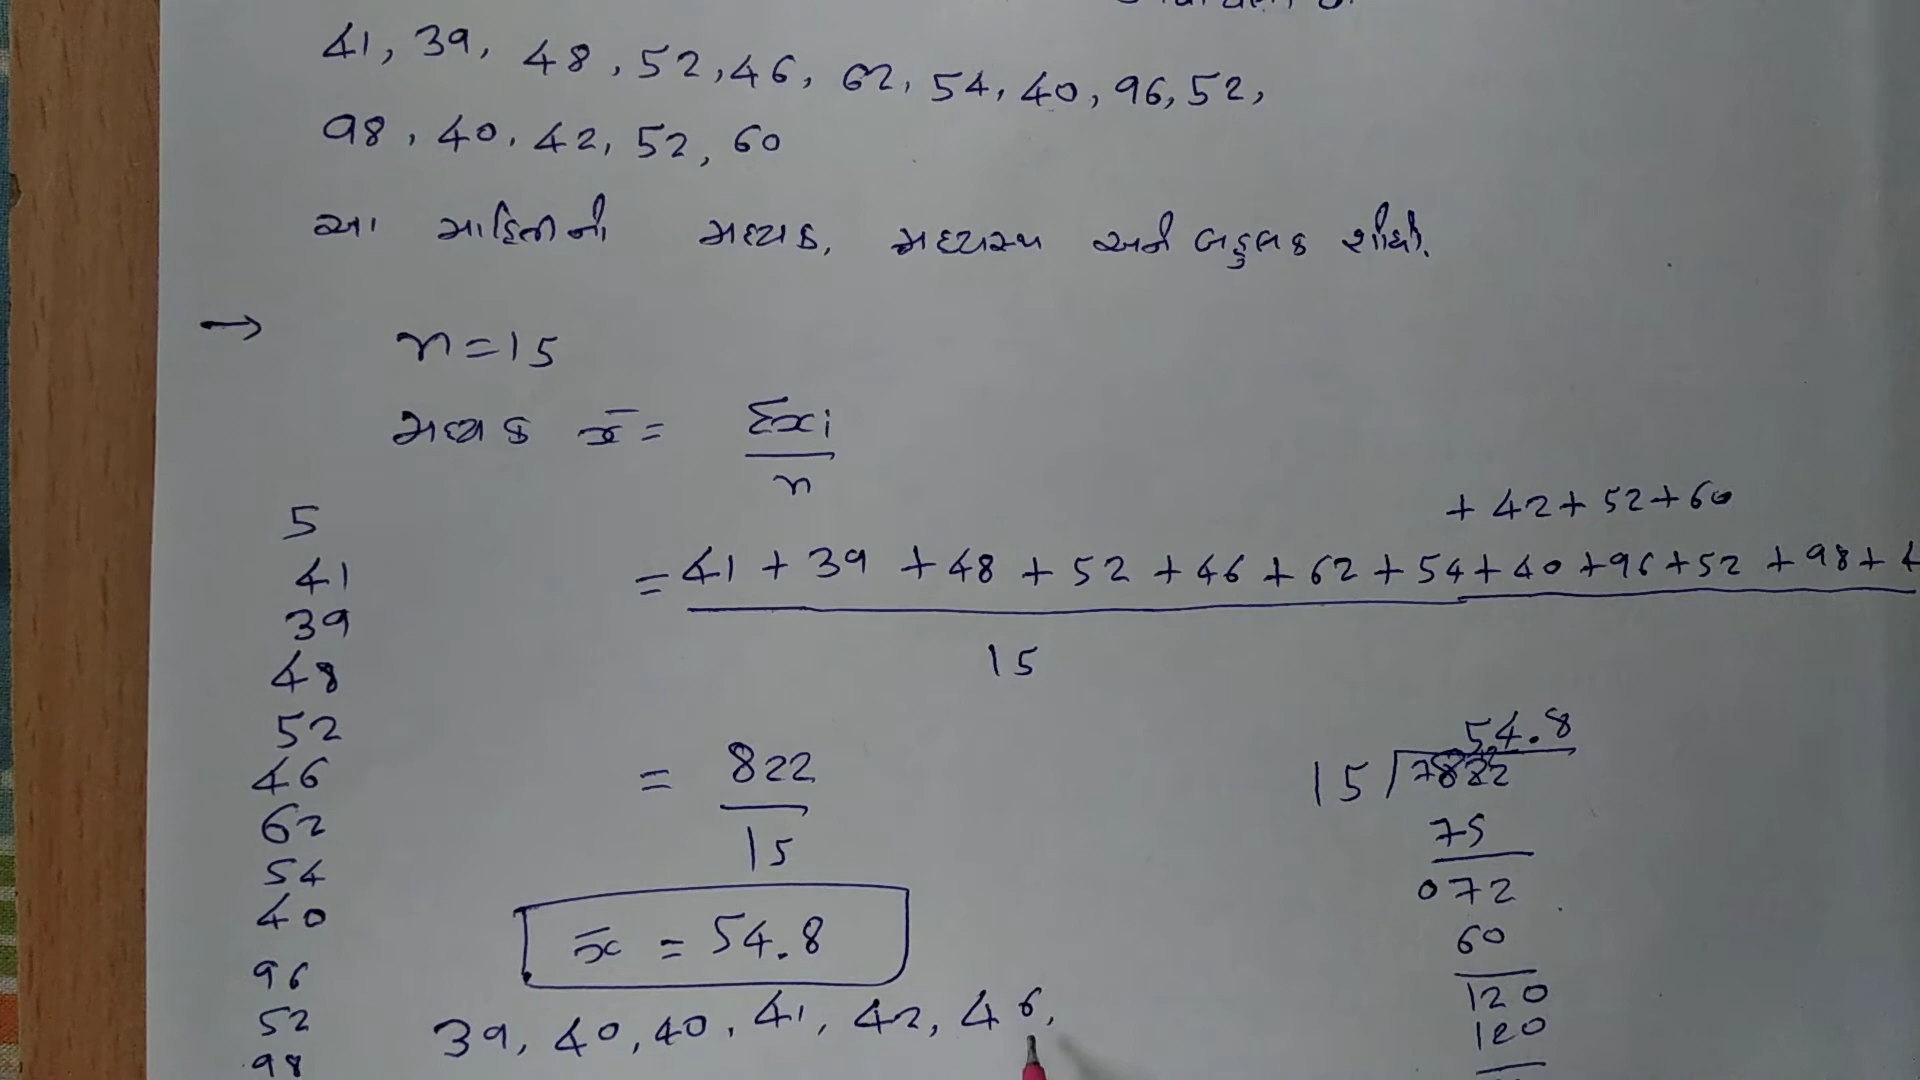 41, 39, 48, 52, 46, 62, 54, 40, 96, 52,
98, 40, 42, 52, 60
આ માહિતીનો મધ્યક, મધ્યસ્થ અને બહુલક શોધો.
→ n=15
મધ્યક x̄ = Σxi
n
+ 42 + 52 + 60
= 41 + 39 + 48 + 52 + 46 + 62 + 54 + 40 + 96 + 52 + 98 + 4
15
= 822
15
x̄ = 54.8
39, 40, 40, 41, 42, 46,
5
41
39
48
52
46
62
54
40
96
52
98
54.8
15
75
072
60
120
120